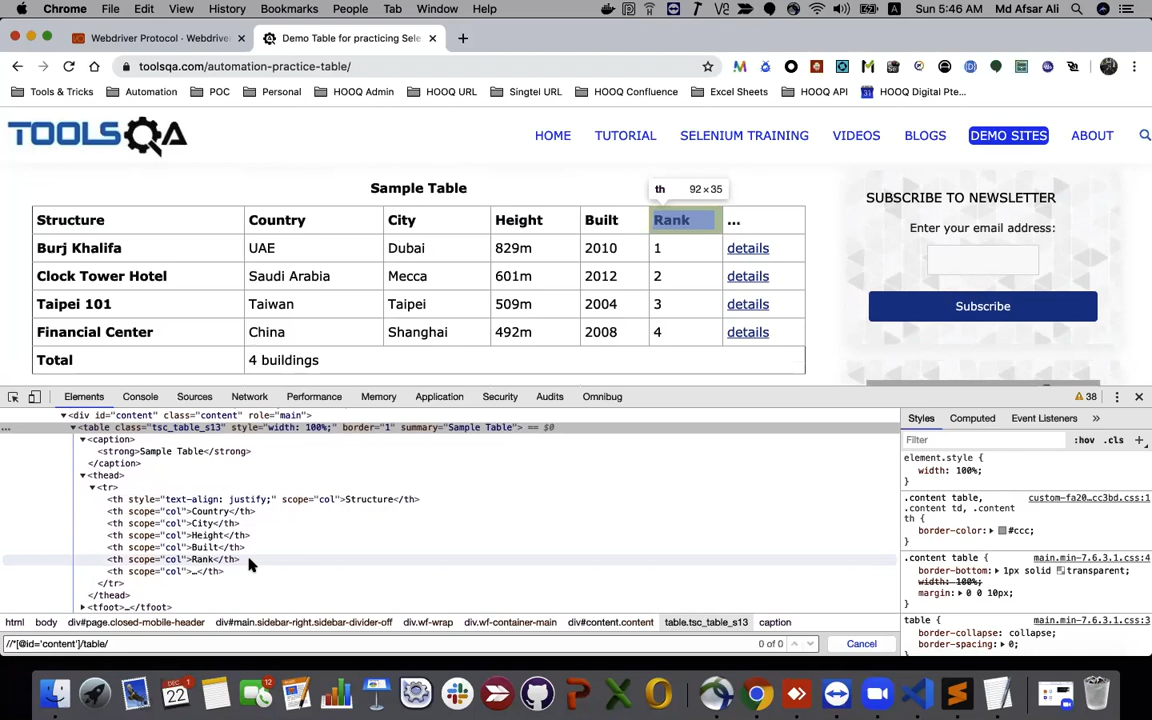 Chrome File Edit View History Bookmarks People Tab Window Help Sun 5:46 AM Md Afsar Ali
Webdriver Protocol · Webdrive Demo Table for practicing Sele
toolsqa.com/automation-practice-table/
Tools & Tricks Automation POC Personal HOOQ Admin HOOQ URL Singtel URL HOOQ Confluence Excel Sheets HOOQ API HOOQ Digital Pte...
TOOLSQA HOME TUTORIAL SELENIUM TRAINING VIDEOS BLOGS DEMO SITES ABOUT
Sample Table
th 92 × 35
Structure Country City Height Built Rank ...
Burj Khalifa UAE Dubai 829m 2010 1 details
Clock Tower Hotel Saudi Arabia Mecca 601m 2012 2 details
Taipei 101 Taiwan Taipei 509m 2004 3 details
Financial Center China Shanghai 492m 2008 4 details
Total 4 buildings
SUBSCRIBE TO NEWSLETTER
Enter your email address:
Subscribe
Elements Console Sources Network Performance Memory Application Security Audits Omnibug 38
<div id="content" class="content" role="main">
<table class="tsc_table_s13" style="width: 100%;" border="1" summary="Sample Table"> == $0
<caption>
<strong>Sample Table</strong>
</caption>
<thead>
<tr>
<th style="text-align: justify;" scope="col">Structure</th>
<th scope="col">Country</th>
<th scope="col">City</th>
<th scope="col">Height</th>
<th scope="col">Built</th>
<th scope="col">Rank</th>
<th scope="col">…</th>
</tr>
</thead>
<tfoot>…</tfoot>
html body div#page.closed-mobile-header div#main.sidebar-right.sidebar-divider-off div.wf-wrap div.wf-container-main div#content.content table.tsc_table_s13 caption
//*[@id='content']/table/ 0 of 0 Cancel
Styles Computed Event Listeners »
Filter :hov .cls +
element.style {
width: 100%;
}
.content table, custom-fa20…cc3bd.css:1
.content td, .content
th {
border-color: #ccc;
}
.content table { main.min-7.6.3.1.css:4
border-bottom: 1px solid transparent;
width: 100%;
margin: 0 0 10px;
}
table { main.min-7.6.3.1.css:3
border-collapse: collapse;
border-spacing: 0;
DEC
22